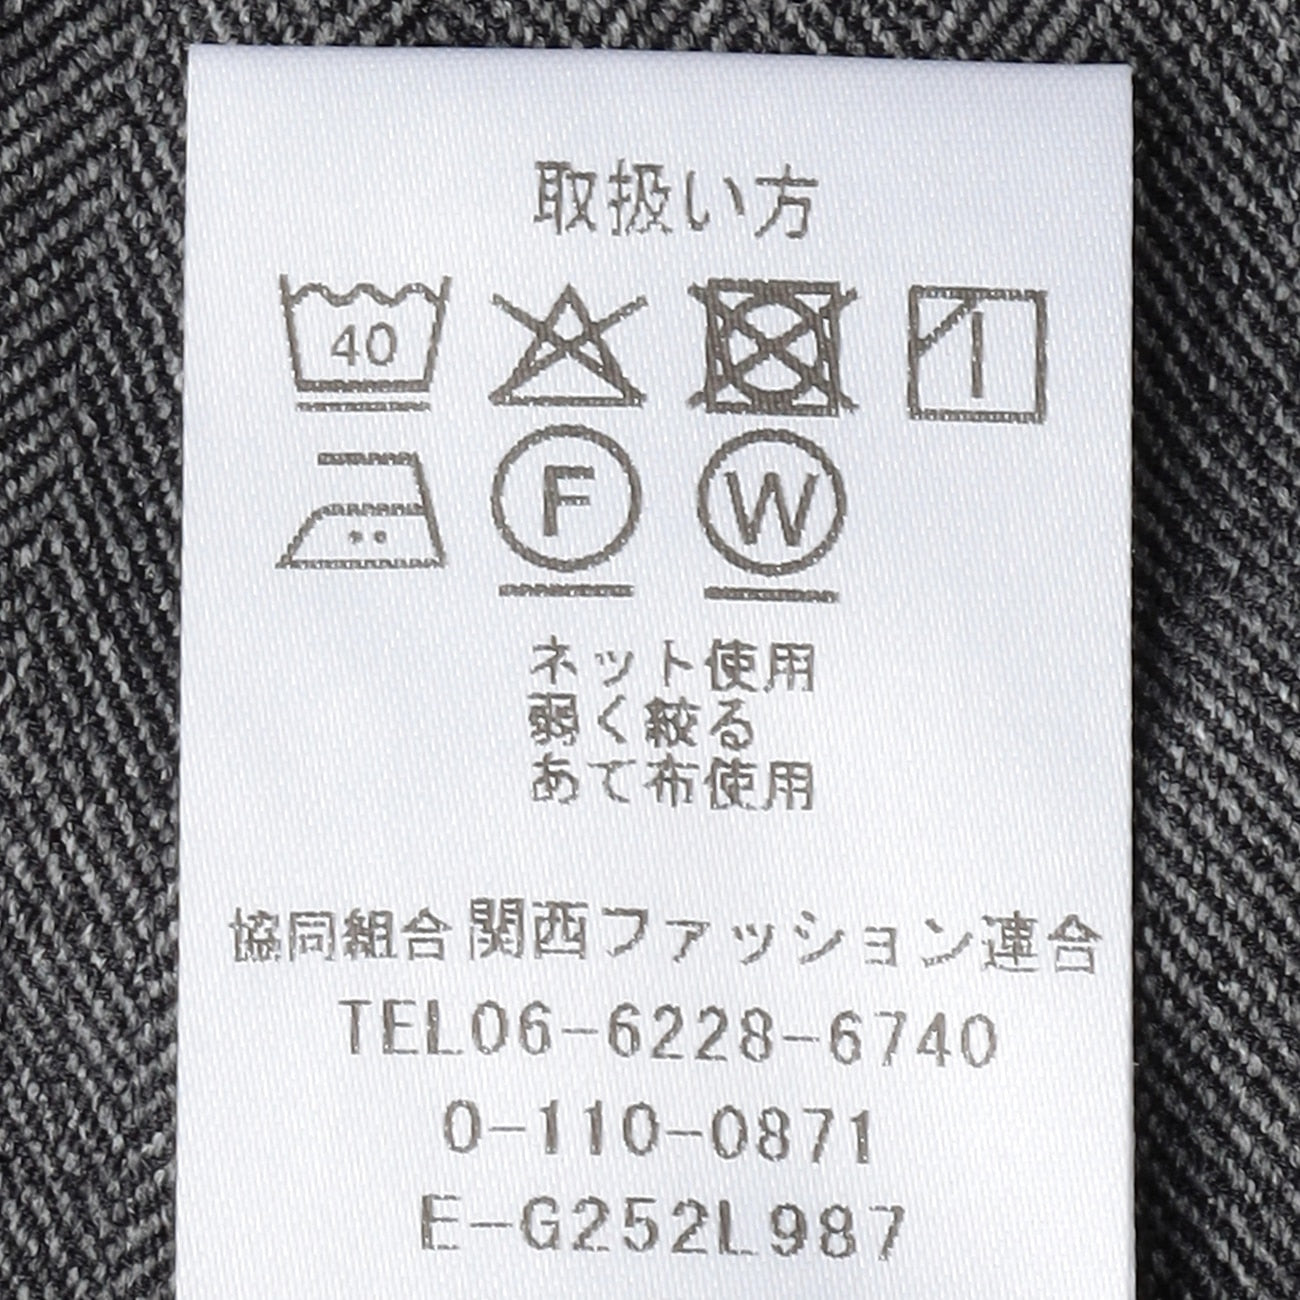 取扱い方
40
F W
ネット使用
弱く絞る
あて布使用
協同組合関西ファッション連合
TEL06-6228-6740
0-110-0871
E-G252L987